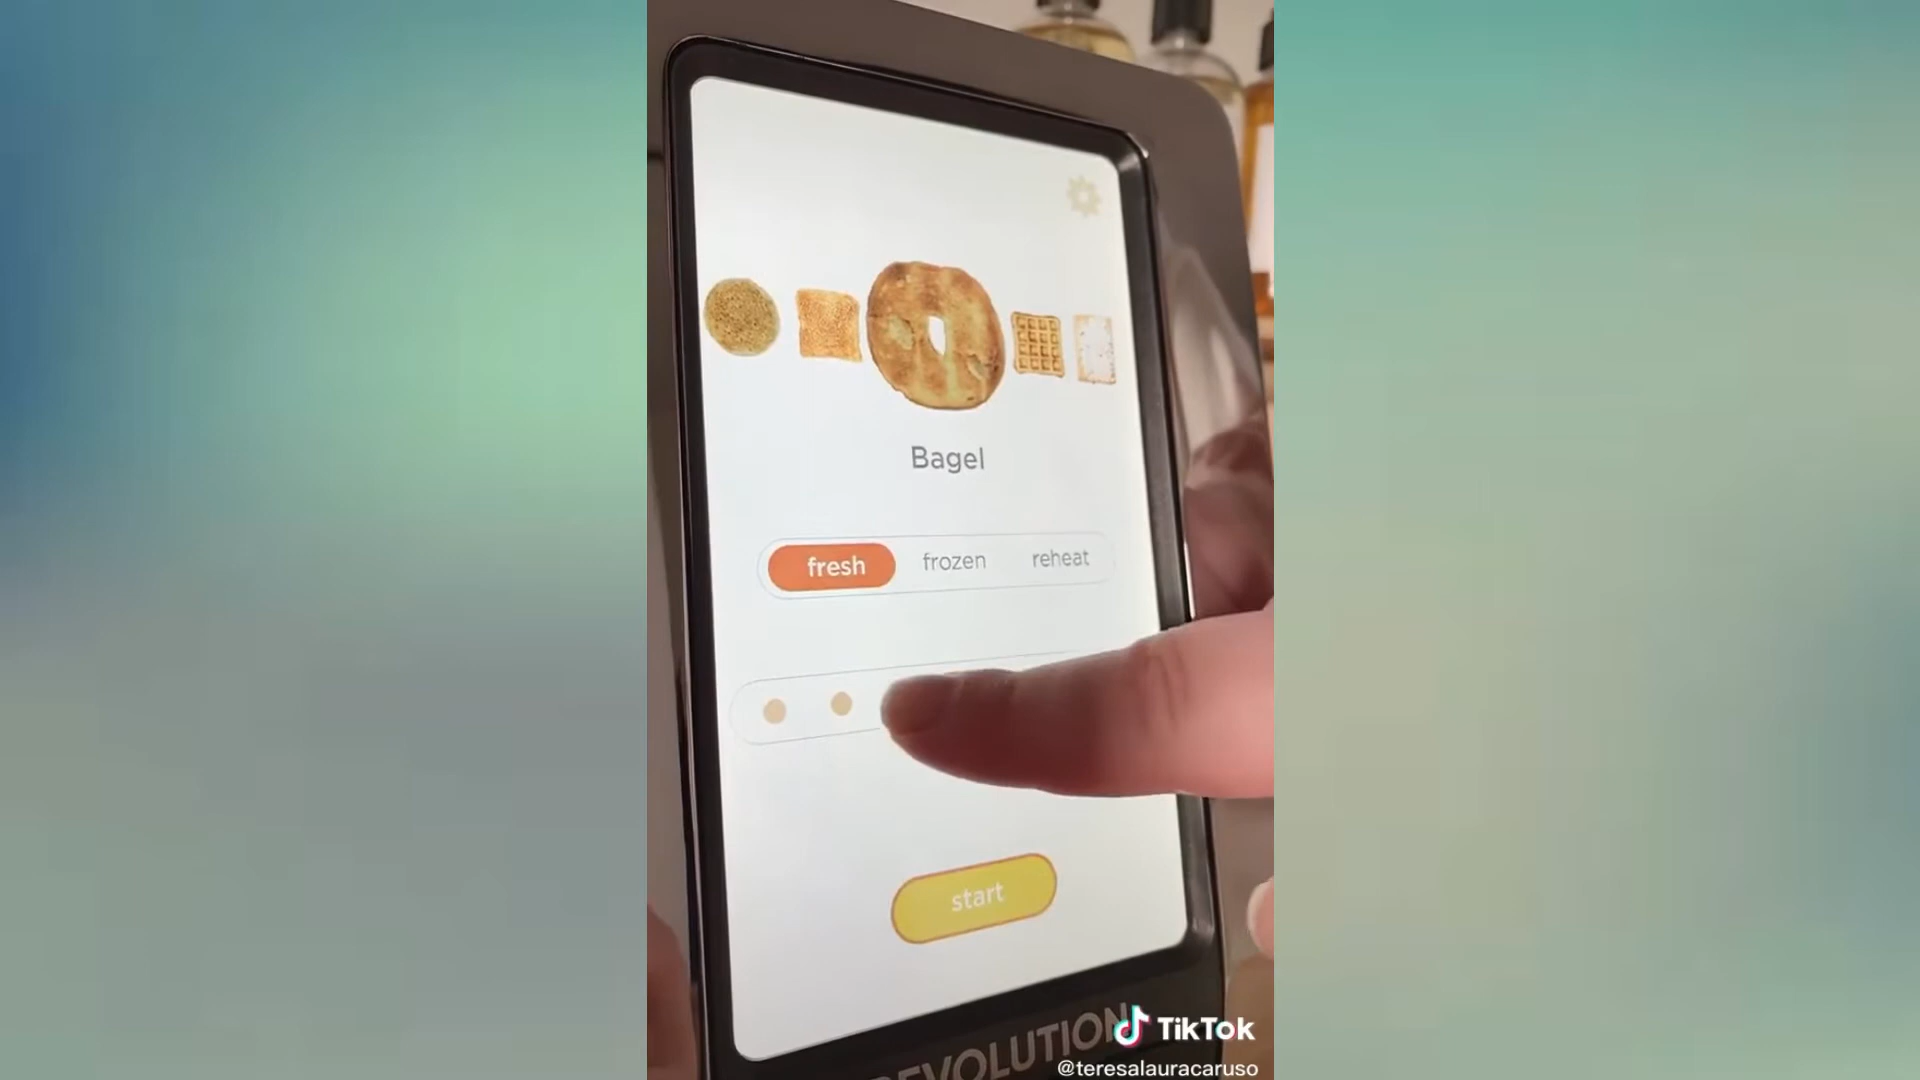 Bagel
fresh frozen reheat
start
REVOLUTION
TikTok
@teresalauracaruso